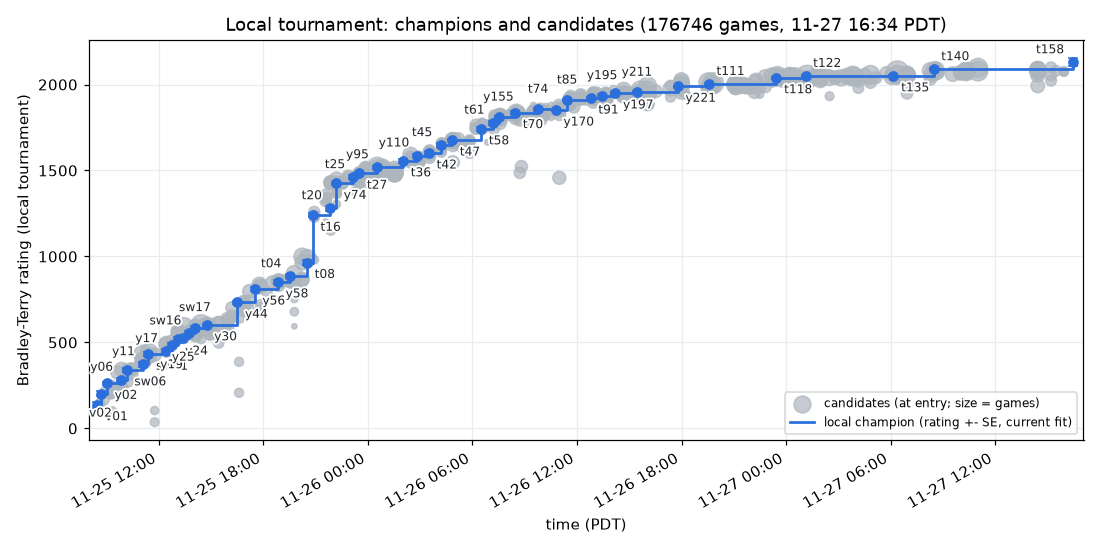 Local tournament: champions and candidates (176746 games, 11-27 16:34 PDT)
Bradley-Terry rating (local tournament)
2000
1500
1000
500
0
y06
y11
y17
sw16
sw17
t04
t20
t25
y95
y110
t45
t61
y155
t74
t85
y195
y211
t111
t122
t140
t158
y02
sw06
y24
y25
y30
y44
y56
y58
t08
t16
y74
t27
t36
t42
t47
t58
t70
y170
t91
y197
y221
t118
t135
candidates (at entry; size = games)
local champion (rating +- SE, current fit)
11-25 12:00
11-25 18:00
11-26 00:00
11-26 06:00
11-26 12:00
11-26 18:00
11-27 00:00
11-27 06:00
11-27 12:00
time (PDT)